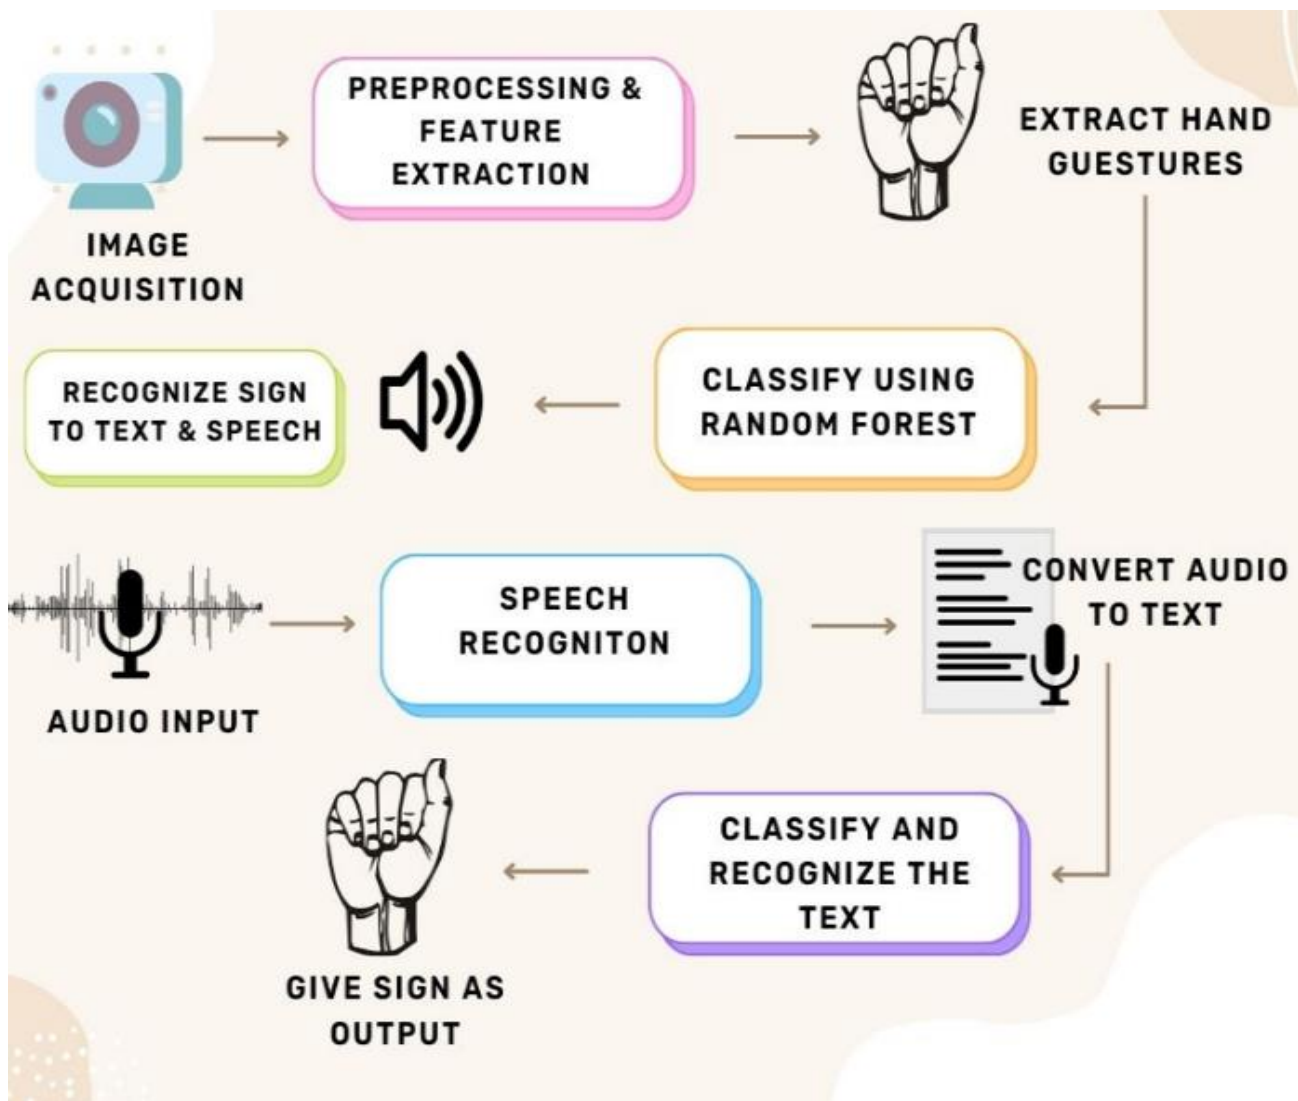 IMAGE
ACQUISITION
PREPROCESSING &
FEATURE
EXTRACTION
EXTRACT HAND
GUESTURES
CLASSIFY USING
RANDOM FOREST
RECOGNIZE SIGN
TO TEXT & SPEECH
AUDIO INPUT
SPEECH
RECOGNITON
CONVERT AUDIO
TO TEXT
CLASSIFY AND
RECOGNIZE THE
TEXT
GIVE SIGN AS
OUTPUT